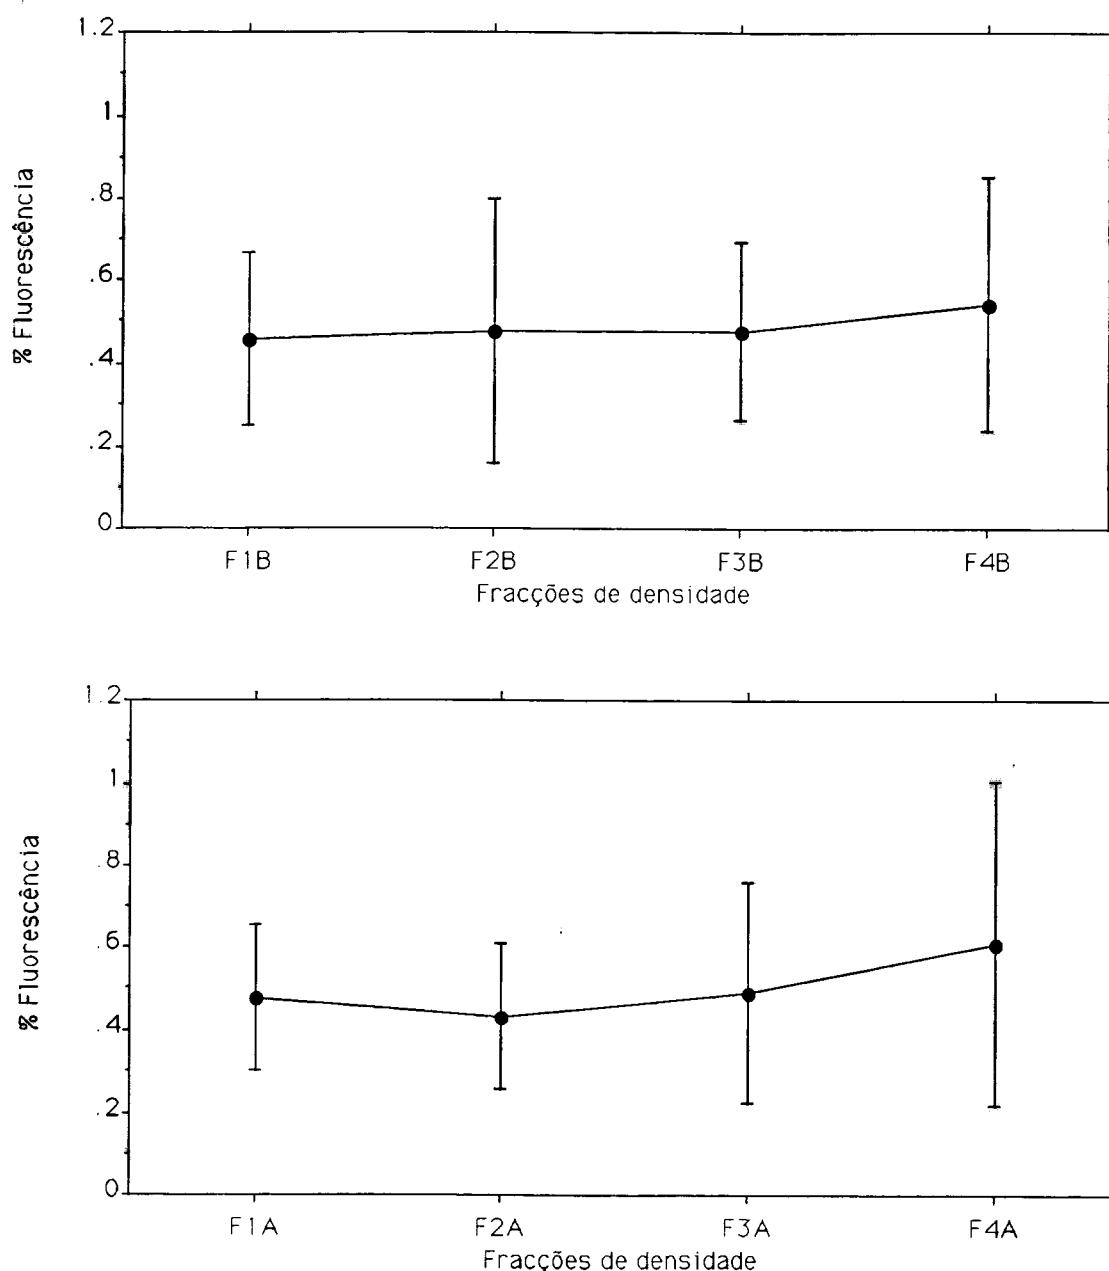 1.2
1
.8
.6
.4
.2
0
% Fluorescência
F1B F2B F3B F4B
Fracções de densidade
1.2
1
.8
.6
.4
.2
0
% Fluorescência
F1A F2A F3A F4A
Fracções de densidade